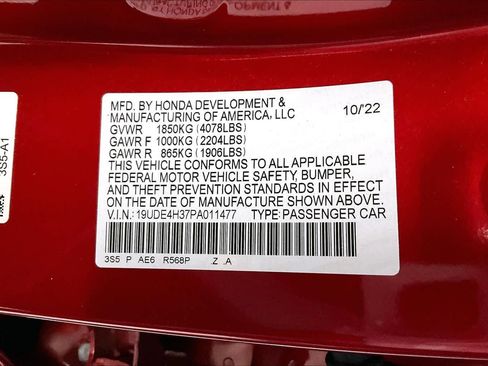 MFD. BY HONDA DEVELOPMENT &
MANUFACTURING OF AMERICA, LLC 10/'22
GVWR 1850KG (4078LBS)
GAWR F 1000KG (2204LBS)
GAWR R 865KG (1906LBS)
THIS VEHICLE CONFORMS TO ALL APPLICABLE
FEDERAL MOTOR VEHICLE SAFETY, BUMPER,
AND THEFT PREVENTION STANDARDS IN EFFECT
ON THE DATE OF MANUFACTURE SHOWN ABOVE.
V.I.N.: 19UDE4H37PA011477 TYPE: PASSENGER CAR
3S5 P AE6 R568P .Z .A
3S5-A1